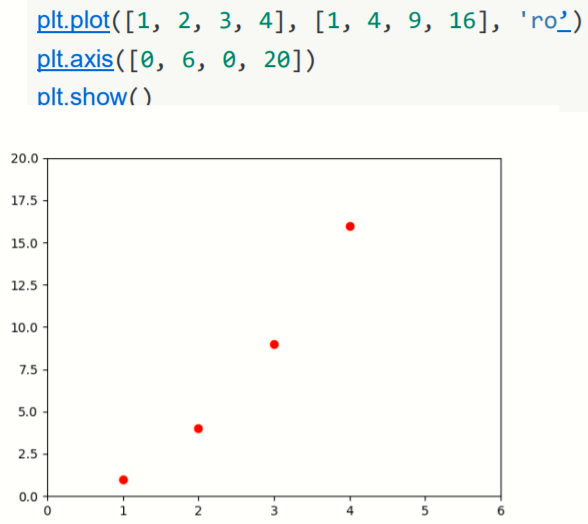 plt.plot([1, 2, 3, 4], [1, 4, 9, 16], 'ro’)
plt.axis([0, 6, 0, 20])
plt.show()
20.0
17.5
15.0
12.5
10.0
7.5
5.0
2.5
0.0
0 1 2 3 4 5 6